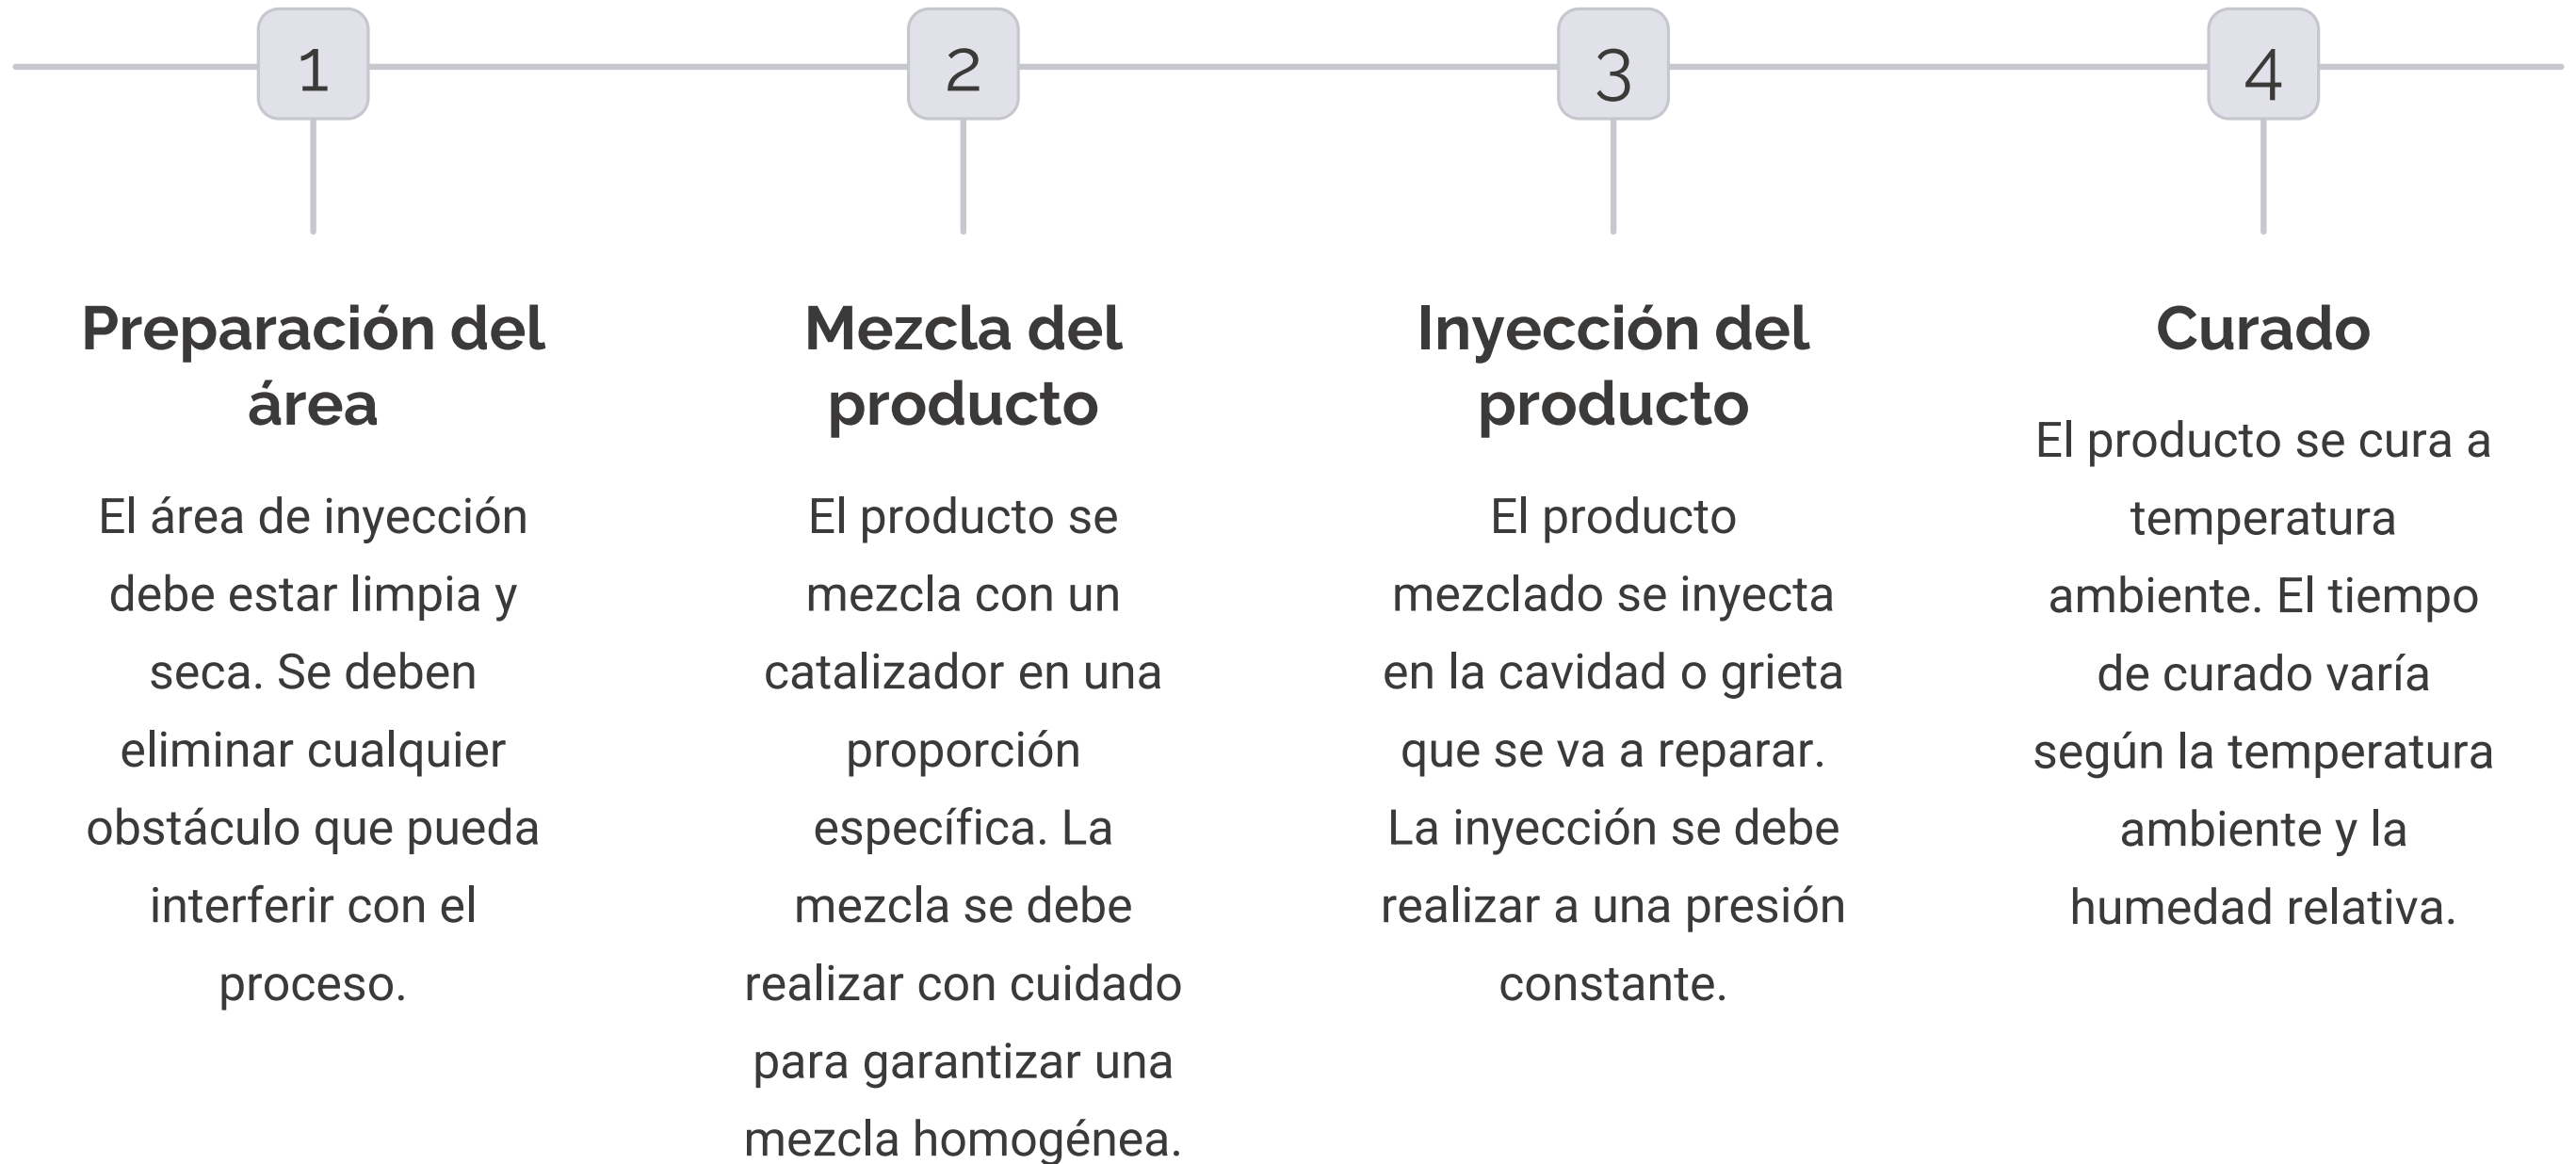 1
Preparación del
área
El área de inyección
debe estar limpia y
seca. Se deben
eliminar cualquier
obstáculo que pueda
interferir con el
proceso.
2
Mezcla del
producto
El producto se
mezcla con un
catalizador en una
proporción
específica. La
mezcla se debe
realizar con cuidado
para garantizar una
mezcla homogénea.
3
Inyección del
producto
El producto
mezclado se inyecta
en la cavidad o grieta
que se va a reparar.
La inyección se debe
realizar a una presión
constante.
4
Curado
El producto se cura a
temperatura
ambiente. El tiempo
de curado varía
según la temperatura
ambiente y la
humedad relativa.